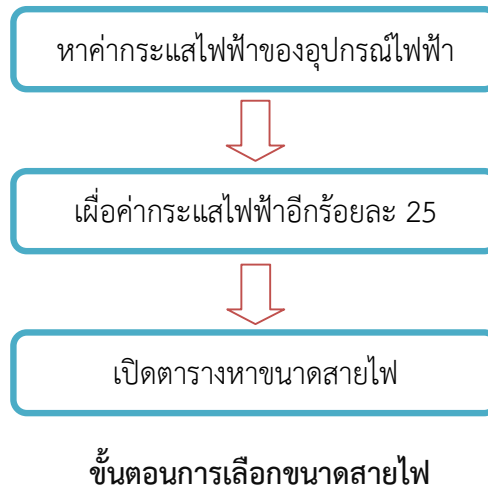 หาค่ากระแสไฟฟ้าของอุปกรณ์ไฟฟ้า
เผื่อค่ากระแสไฟฟ้าอีกร้อยละ 25
เปิดตารางหาขนาดสายไฟ
ขั้นตอนการเลือกขนาดสายไฟ